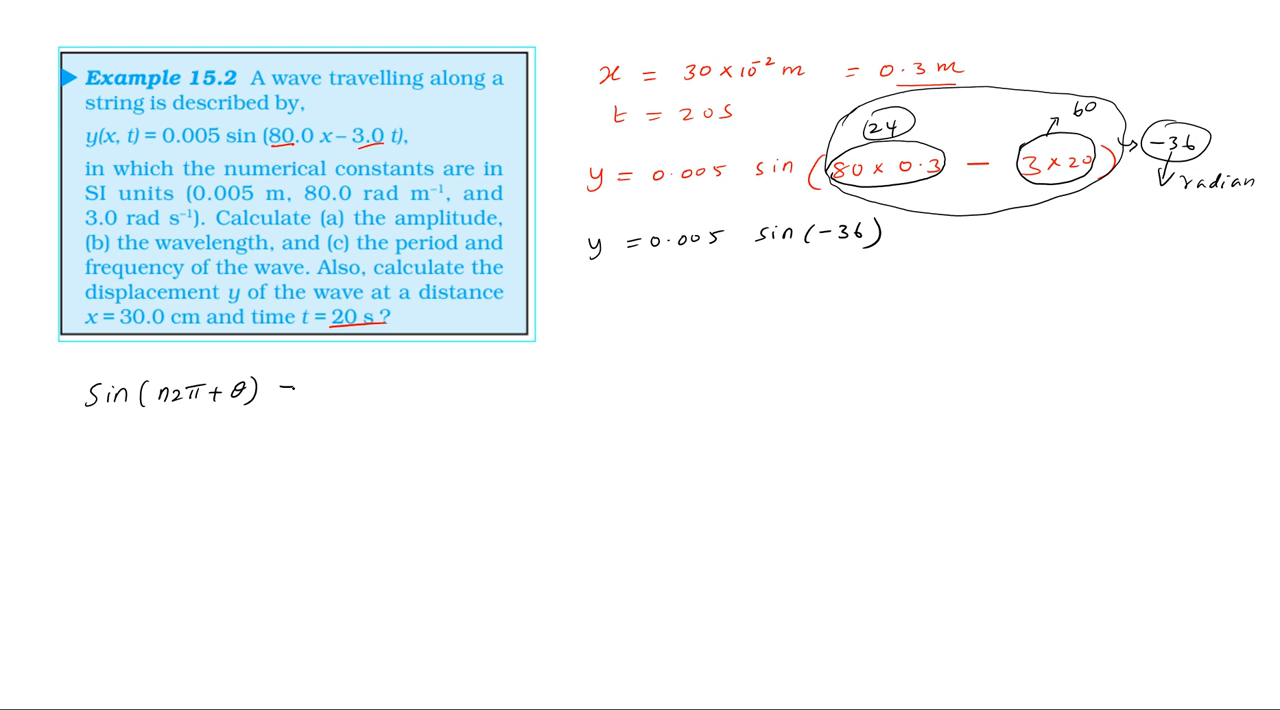 Example 15.2 A wave travelling along a
string is described by,
y(x, t) = 0.005 sin (80.0 x – 3.0 t),
in which the numerical constants are in
SI units (0.005 m, 80.0 rad m⁻¹, and
3.0 rad s⁻¹). Calculate (a) the amplitude,
(b) the wavelength, and (c) the period and
frequency of the wave. Also, calculate the
displacement y of the wave at a distance
x = 30.0 cm and time t = 20 s ?
x = 30 × 10⁻² m = 0.3 m
t = 20 s
24
60
y = 0.005 sin (80 × 0.3 – 3 × 20)
-36
radian
y = 0.005 sin (-36)
Sin (n2π + θ) -